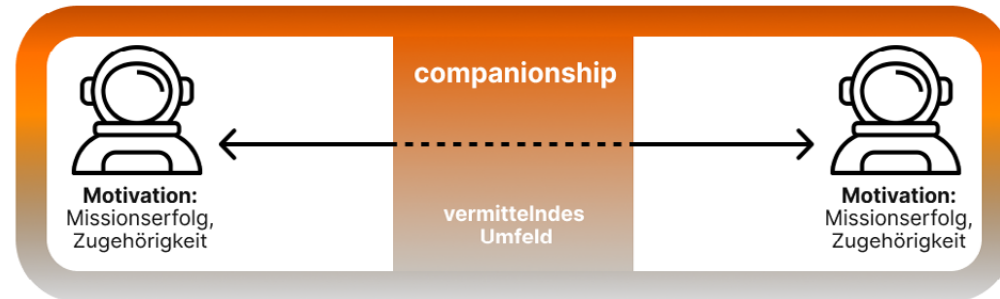 companionship
Motivation:
Missionserfolg,
Zugehörigkeit
vermittelndes
Umfeld
Motivation:
Missionserfolg,
Zugehörigkeit